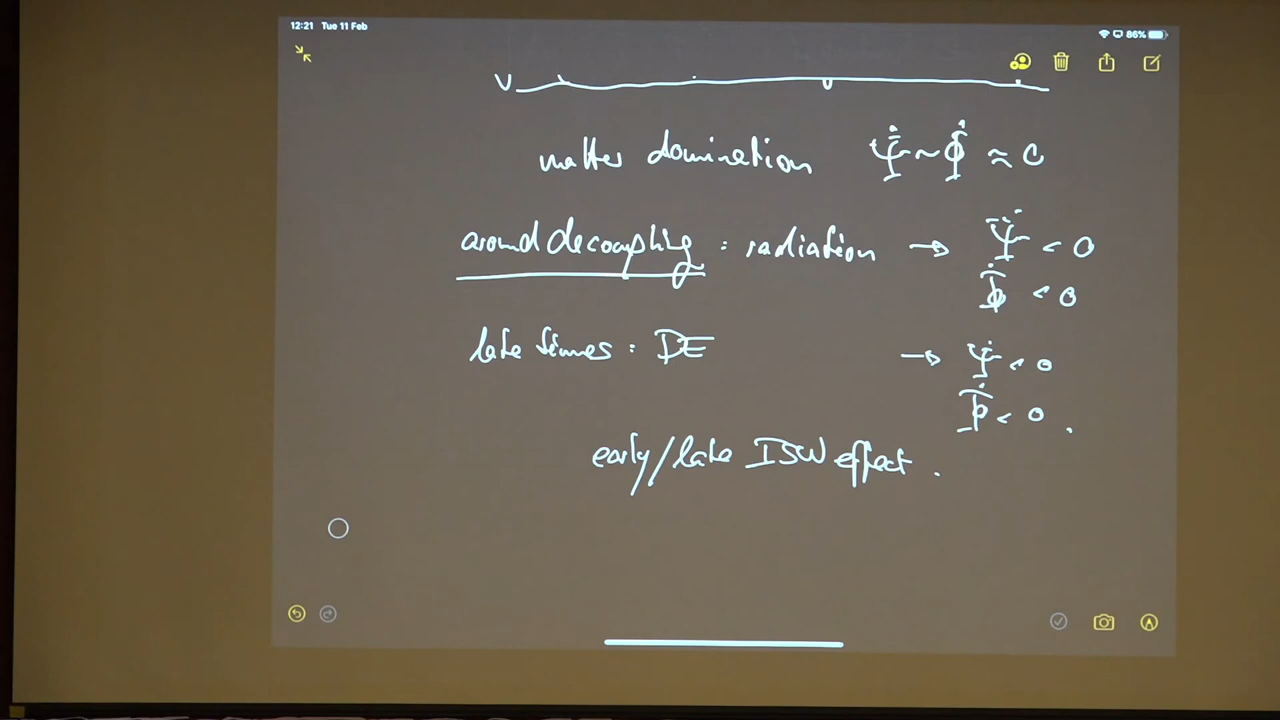 12:21 Tue 11 Feb 86%
matter domination Ψ̇ ~ Φ̇ ≈ 0
around decoupling : radiation → Ψ̇ < 0
Φ̇ < 0
late times : DE → Ψ̇ < 0
Φ̇ < 0 .
early/late ISW effect .